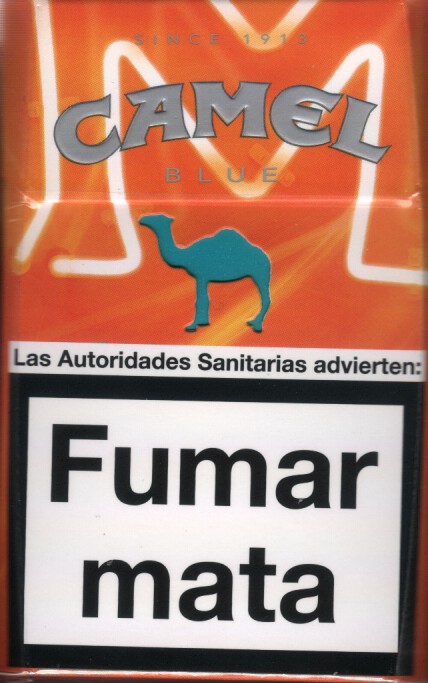 SINCE 1913
CAMEL
BLUE
Las Autoridades Sanitarias advierten:
Fumar
mata